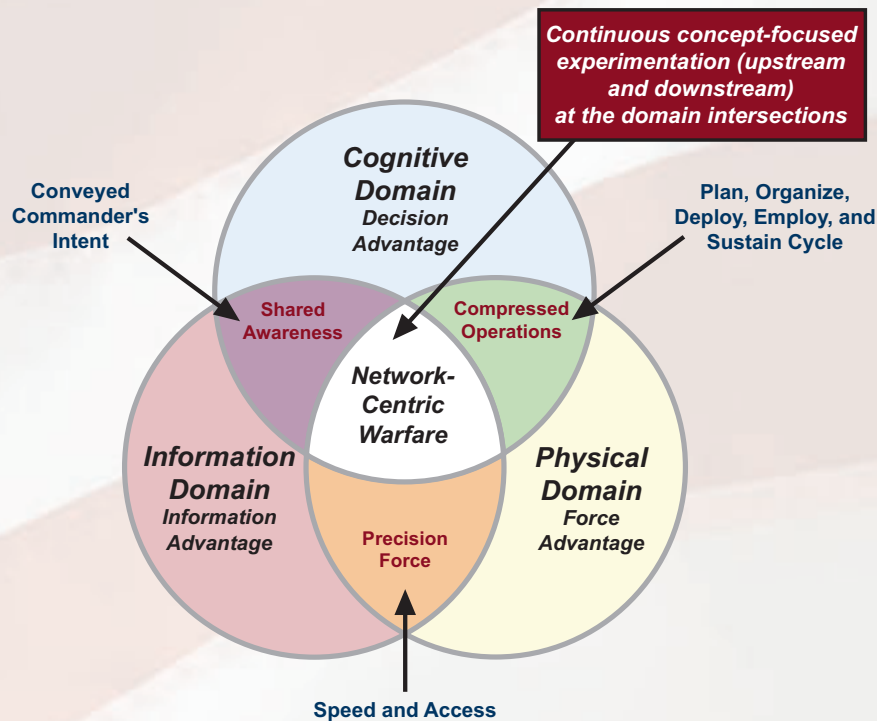 Continuous concept-focused
experimentation (upstream
and downstream)
at the domain intersections
Cognitive
Domain
Decision
Advantage
Conveyed
Commander's
Intent
Plan, Organize,
Deploy, Employ, and
Sustain Cycle
Shared
Awareness
Compressed
Operations
Network-
Centric
Warfare
Information
Domain
Information
Advantage
Physical
Domain
Force
Advantage
Precision
Force
Speed and Access